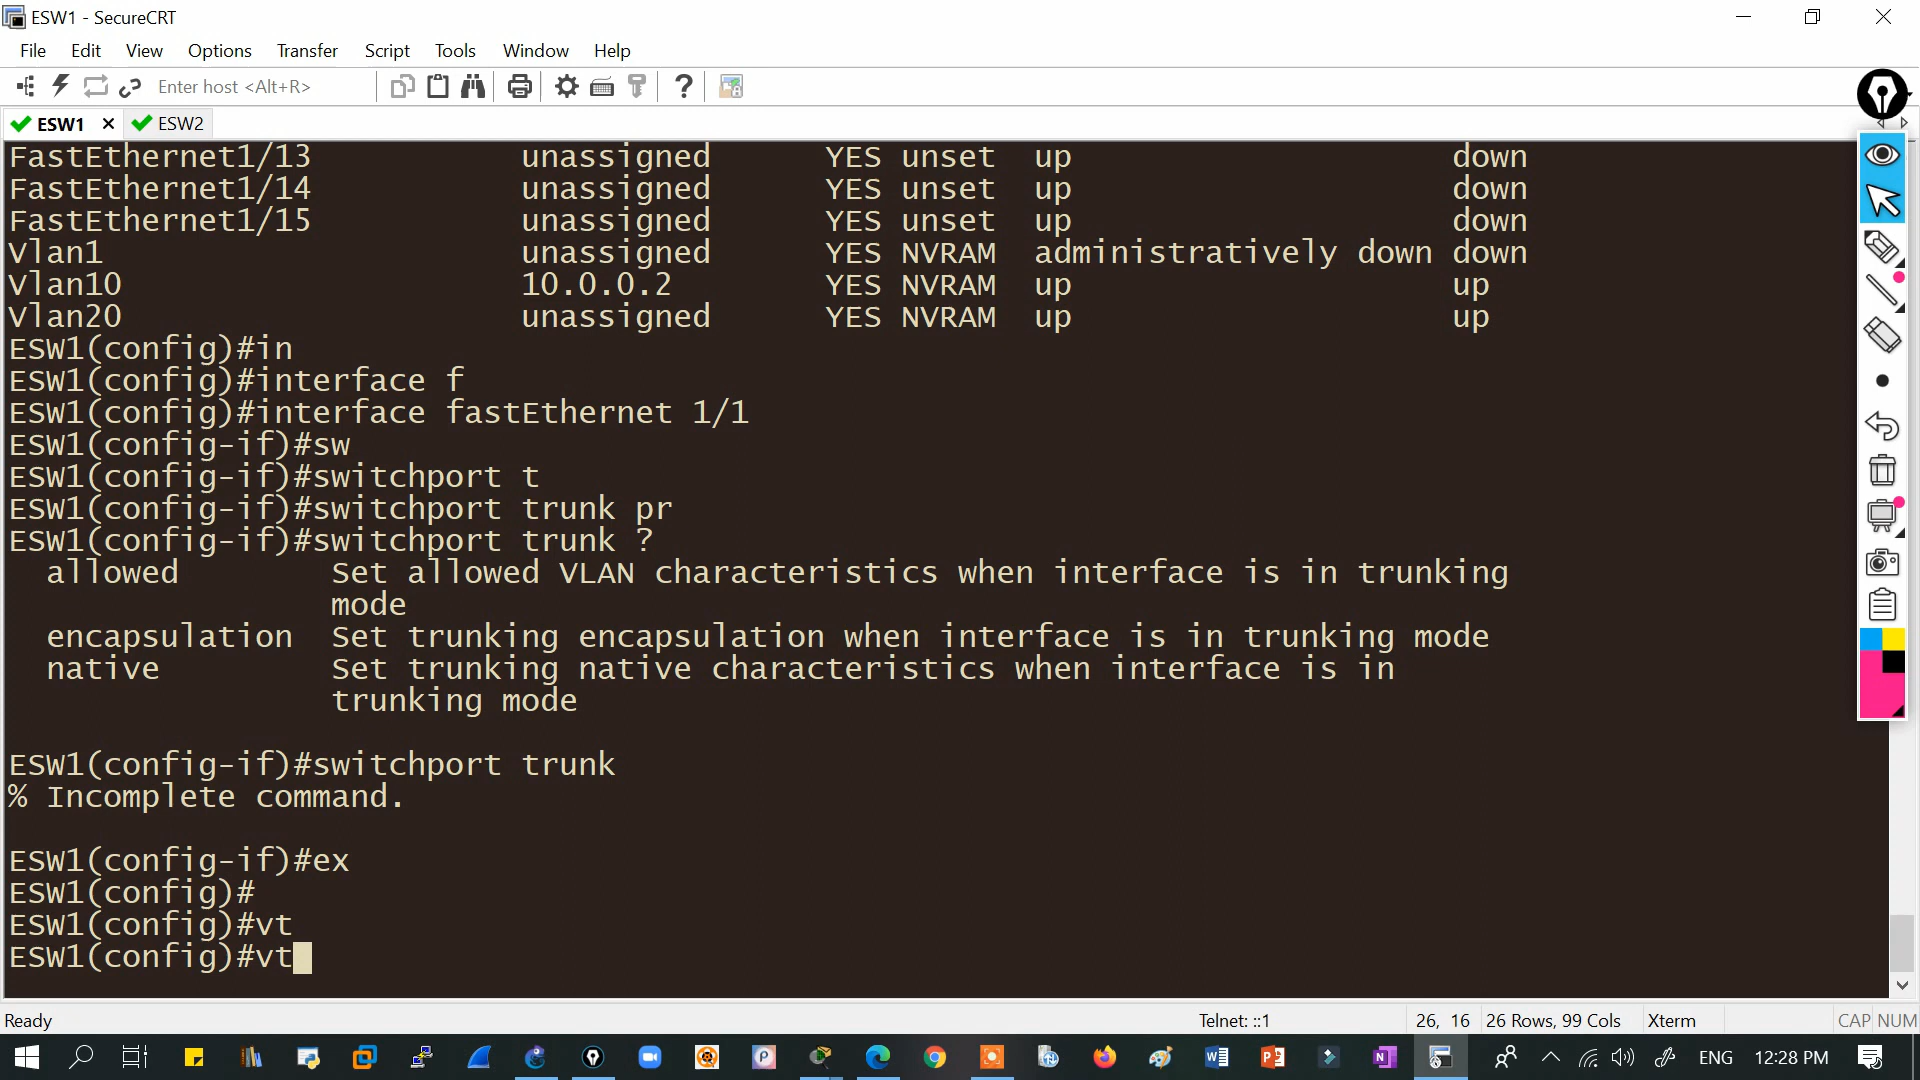 ESW1 - SecureCRT
File Edit View Options Transfer Script Tools Window Help
Enter host <Alt+R>
ESW1 ESW2
FastEthernet1/13 unassigned YES unset up down
FastEthernet1/14 unassigned YES unset up down
FastEthernet1/15 unassigned YES unset up down
Vlan1 unassigned YES NVRAM administratively down down
Vlan10 10.0.0.2 YES NVRAM up up
Vlan20 unassigned YES NVRAM up up
ESW1(config)#in
ESW1(config)#interface f
ESW1(config)#interface fastEthernet 1/1
ESW1(config-if)#sw
ESW1(config-if)#switchport t
ESW1(config-if)#switchport trunk pr
ESW1(config-if)#switchport trunk ?
allowed Set allowed VLAN characteristics when interface is in trunking
mode
encapsulation Set trunking encapsulation when interface is in trunking mode
native Set trunking native characteristics when interface is in
trunking mode
ESW1(config-if)#switchport trunk
% Incomplete command.
ESW1(config-if)#ex
ESW1(config)#
ESW1(config)#vt
ESW1(config)#vt
Ready Telnet: ::1 26, 16 26 Rows, 99 Cols Xterm CAP NUM
ENG 12:28 PM